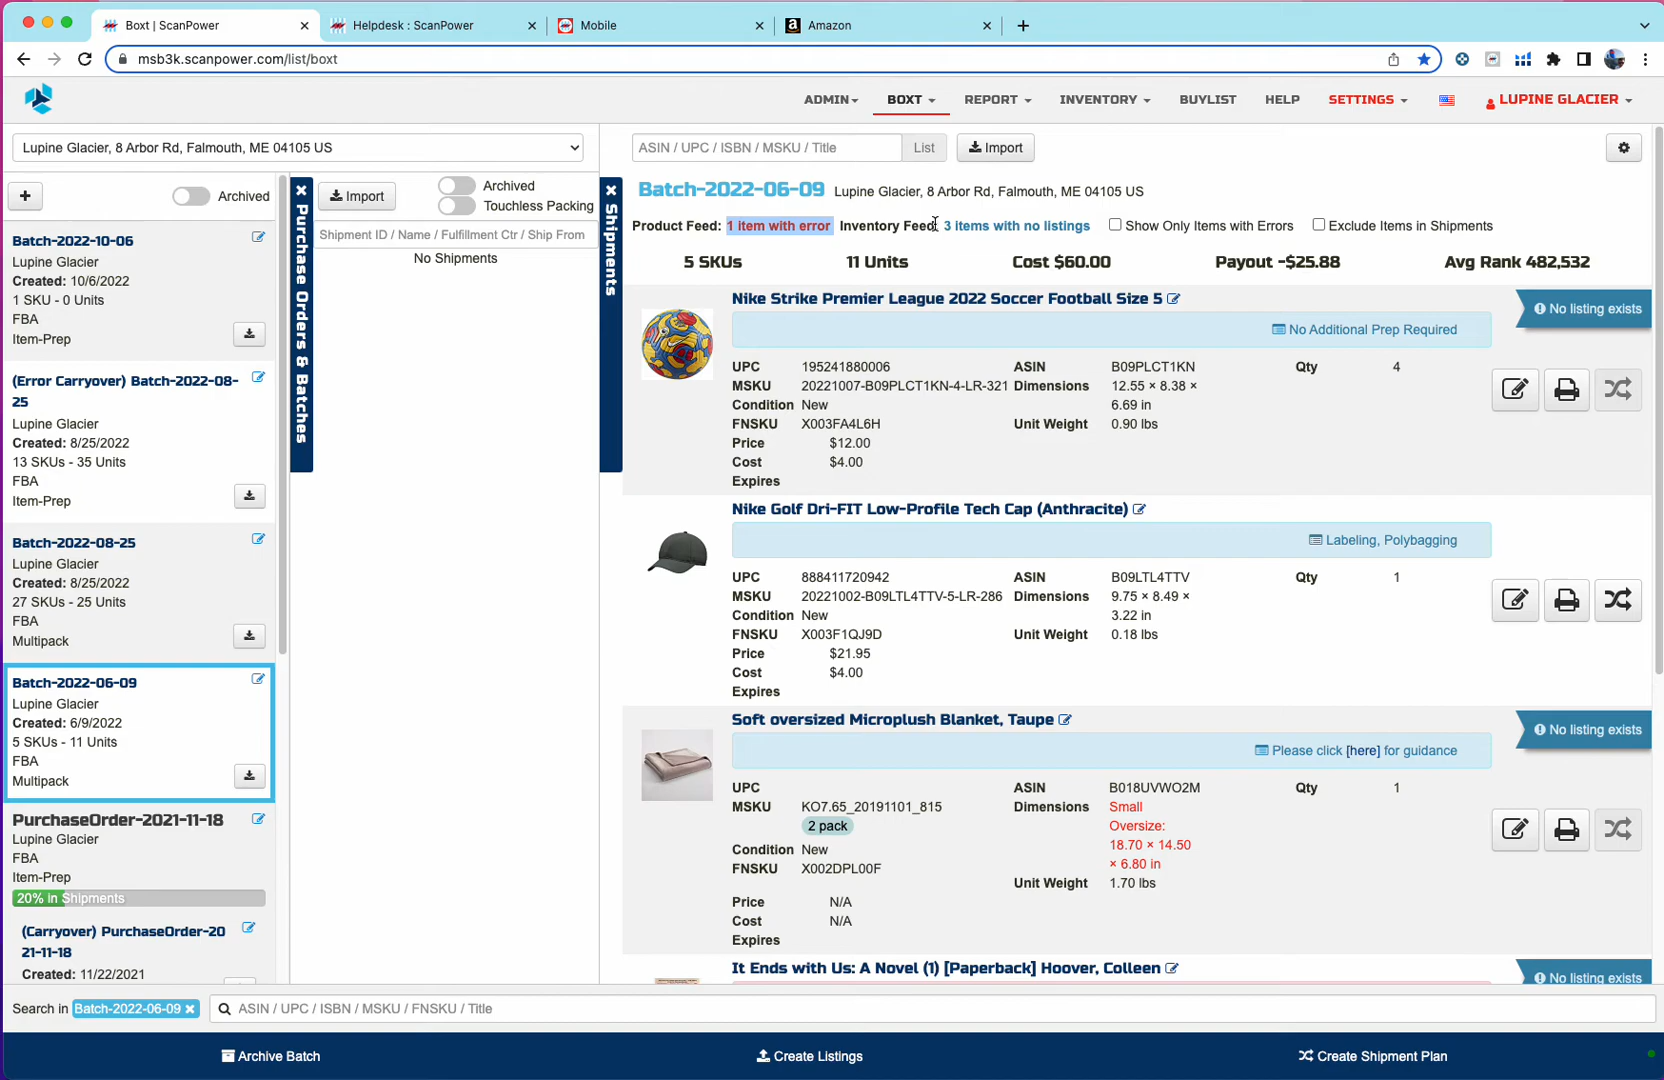 Boxt | ScanPower
Helpdesk : ScanPower
Mobile
Amazon
msb3k.scanpower.com/list/boxt
ADMIN
BOXT
REPORT
INVENTORY
BUYLIST
HELP
SETTINGS
LUPINE GLACIER
Lupine Glacier, 8 Arbor Rd, Falmouth, ME 04105 US
Archived
Batch-2022-10-06
Lupine Glacier
Created: 10/6/2022
1 SKU - 0 Units
FBA
Item-Prep
(Error Carryover) Batch-2022-08-
25
Lupine Glacier
Created: 8/25/2022
13 SKUs - 35 Units
FBA
Item-Prep
Batch-2022-08-25
Lupine Glacier
Created: 8/25/2022
27 SKUs - 25 Units
FBA
Multipack
Batch-2022-06-09
Lupine Glacier
Created: 6/9/2022
5 SKUs - 11 Units
FBA
Multipack
PurchaseOrder-2021-11-18
Lupine Glacier
FBA
Item-Prep
20% in Shipments
(Carryover) PurchaseOrder-20
21-11-18
Created: 11/22/2021
Purchase Orders & Batches
Import
Archived
Touchless Packing
Shipment ID / Name / Fulfillment Ctr / Ship From
No Shipments
Shipments
ASIN / UPC / ISBN / MSKU / Title
List
Import
Batch-2022-06-09 Lupine Glacier, 8 Arbor Rd, Falmouth, ME 04105 US
Product Feed: 1 item with error Inventory Feed: 3 items with no listings Show Only Items with Errors Exclude Items in Shipments
5 SKUs 11 Units Cost $60.00 Payout -$25.88 Avg Rank 482,532
Nike Strike Premier League 2022 Soccer Football Size 5
No listing exists
No Additional Prep Required
UPC 195241880006 ASIN B09PLCT1KN Qty 4
MSKU 20221007-B09PLCT1KN-4-LR-321 Dimensions 12.55 × 8.38 ×
Condition New 6.69 in
FNSKU X003FA4L6H Unit Weight 0.90 lbs
Price $12.00
Cost $4.00
Expires
Nike Golf Dri-FIT Low-Profile Tech Cap (Anthracite)
Labeling, Polybagging
UPC 888411720942 ASIN B09LTL4TTV Qty 1
MSKU 20221002-B09LTL4TTV-5-LR-286 Dimensions 9.75 × 8.49 ×
Condition New 3.22 in
FNSKU X003F1QJ9D Unit Weight 0.18 lbs
Price $21.95
Cost $4.00
Expires
Soft oversized Microplush Blanket, Taupe
No listing exists
Please click [here] for guidance
UPC ASIN B018UVWO2M Qty 1
MSKU KO7.65_20191101_815 Dimensions Small
2 pack Oversize:
18.70 × 14.50
Condition New × 6.80 in
FNSKU X002DPL00F Unit Weight 1.70 lbs
Price N/A
Cost N/A
Expires
It Ends with Us: A Novel (1) [Paperback] Hoover, Colleen
No listing exists
Search in Batch-2022-06-09 ASIN / UPC / ISBN / MSKU / FNSKU / Title
Archive Batch
Create Listings
Create Shipment Plan